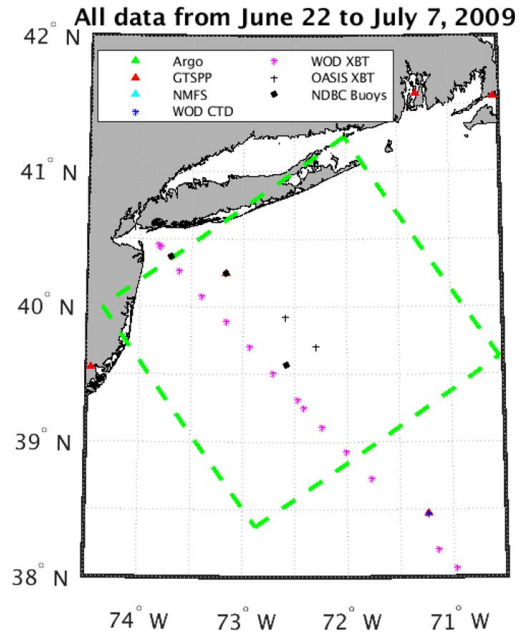 All data from June 22 to July 7, 2009
42° N
Argo
GTSPP
NMFS
WOD CTD
WOD XBT
OASIS XBT
NDBC Buoys
41° N
40° N
39° N
38° N
74° W
73° W
72° W
71° W